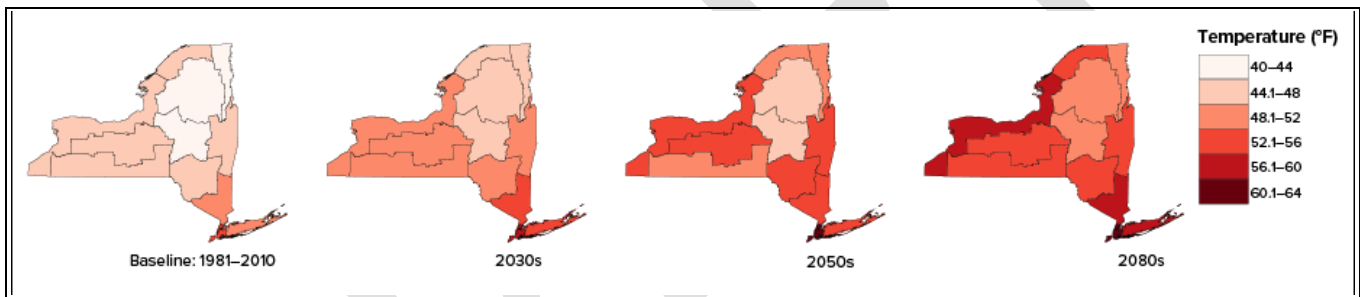 Temperature (°F)
40–44
44.1–48
48.1–52
52.1–56
56.1–60
60.1–64
Baseline: 1981–2010
2030s
2050s
2080s